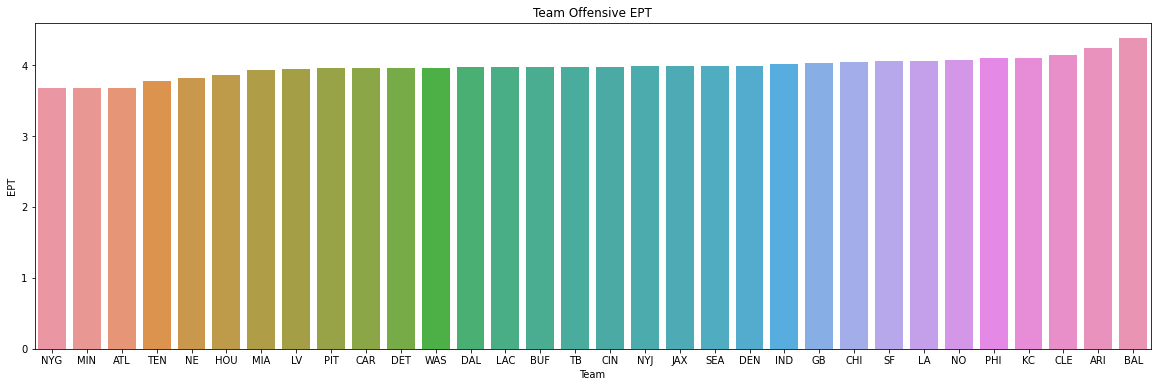 Team Offensive EPT
EPT
4
3
2
1
0
NYG MIN ATL TEN NE HOU MIA LV PIT CAR DET WAS DAL LAC BUF TB CIN NYJ JAX SEA DEN IND GB CHI SF LA NO PHI KC CLE ARI BAL
Team